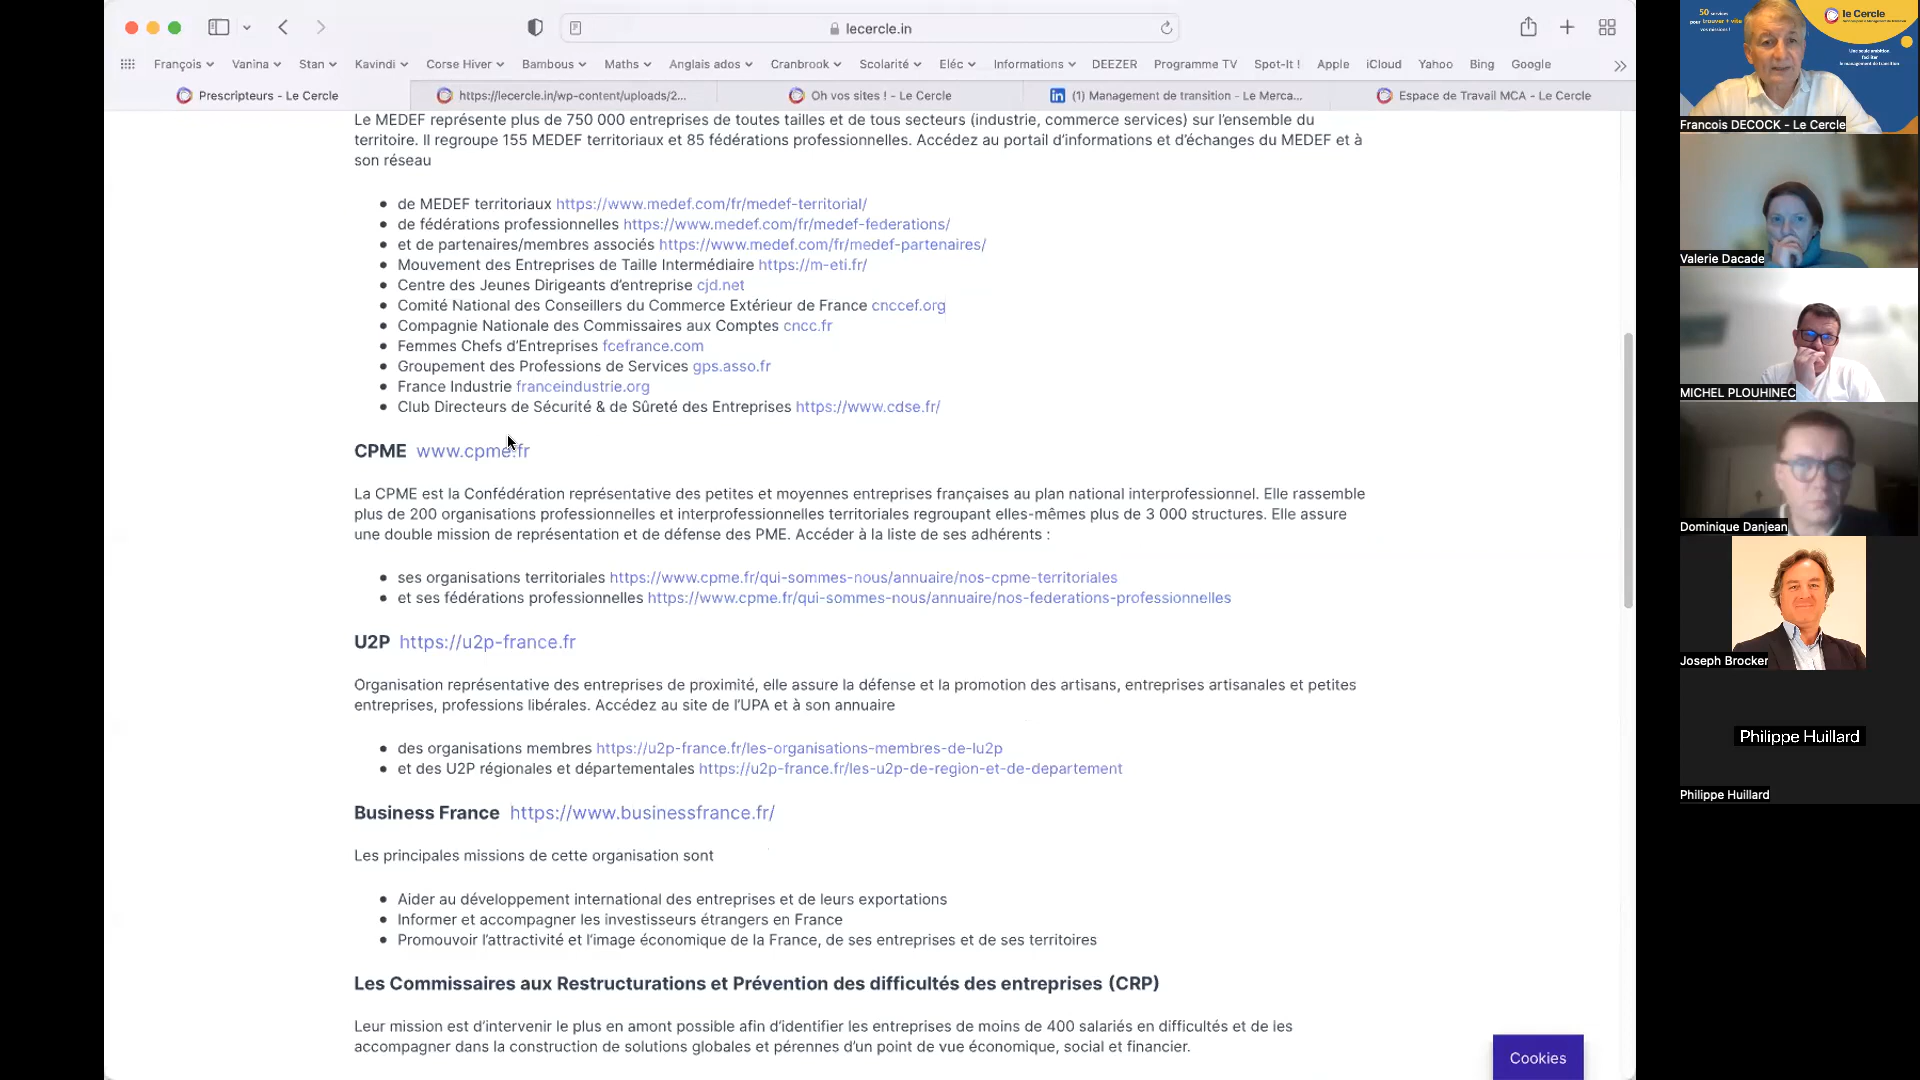 lecercle.in
François
Vanina
Stan
Kavindi
Corse Hiver
Bambous
Maths
Anglais ados
Cranbrook
Scolarité
Eléc
Informations
DEEZER
Programme TV
Spot-It !
Apple
iCloud
Yahoo
Bing
Google
Prescripteurs - Le Cercle
https://lecercle.in/wp-content/uploads/2...
Oh vos sites ! - Le Cercle
(1) Management de transition - Le Merca...
Espace de Travail MCA - Le Cercle
Le MEDEF représente plus de 750 000 entreprises de toutes tailles et de tous secteurs (industrie, commerce services) sur l’ensemble du
territoire. Il regroupe 155 MEDEF territoriaux et 85 fédérations professionnelles. Accédez au portail d’informations et d’échanges du MEDEF et à
son réseau
de MEDEF territoriaux https://www.medef.com/fr/medef-territorial/
de fédérations professionnelles https://www.medef.com/fr/medef-federations/
et de partenaires/membres associés https://www.medef.com/fr/medef-partenaires/
Mouvement des Entreprises de Taille Intermédiaire https://m-eti.fr/
Centre des Jeunes Dirigeants d’entreprise cjd.net
Comité National des Conseillers du Commerce Extérieur de France cnccef.org
Compagnie Nationale des Commissaires aux Comptes cncc.fr
Femmes Chefs d’Entreprises fcefrance.com
Groupement des Professions de Services gps.asso.fr
France Industrie franceindustrie.org
Club Directeurs de Sécurité & de Sûreté des Entreprises https://www.cdse.fr/
CPME www.cpme.fr
La CPME est la Confédération représentative des petites et moyennes entreprises françaises au plan national interprofessionnel. Elle rassemble
plus de 200 organisations professionnelles et interprofessionnelles territoriales regroupant elles-mêmes plus de 3 000 structures. Elle assure
une double mission de représentation et de défense des PME. Accéder à la liste de ses adhérents :
ses organisations territoriales https://www.cpme.fr/qui-sommes-nous/annuaire/nos-cpme-territoriales
et ses fédérations professionnelles https://www.cpme.fr/qui-sommes-nous/annuaire/nos-federations-professionnelles
U2P https://u2p-france.fr
Organisation représentative des entreprises de proximité, elle assure la défense et la promotion des artisans, entreprises artisanales et petites
entreprises, professions libérales. Accédez au site de l’UPA et à son annuaire
des organisations membres https://u2p-france.fr/les-organisations-membres-de-lu2p
et des U2P régionales et départementales https://u2p-france.fr/les-u2p-de-region-et-de-departement
Business France https://www.businessfrance.fr/
Les principales missions de cette organisation sont
Aider au développement international des entreprises et de leurs exportations
Informer et accompagner les investisseurs étrangers en France
Promouvoir l’attractivité et l’image économique de la France, de ses entreprises et de ses territoires
Les Commissaires aux Restructurations et Prévention des difficultés des entreprises (CRP)
Leur mission est d’intervenir le plus en amont possible afin d’identifier les entreprises de moins de 400 salariés en difficultés et de les
accompagner dans la construction de solutions globales et pérennes d’un point de vue économique, social et financier.
Cookies
50 services
pour trouver + vite
vos missions !
le Cercle
Une seule ambition
faciliter
le management de transition
Francois DECOCK - Le Cercle
Valerie Dacade
MICHEL PLOUHINEC
Dominique Danjean
Joseph Brocker
Philippe Huillard
Philippe Huillard